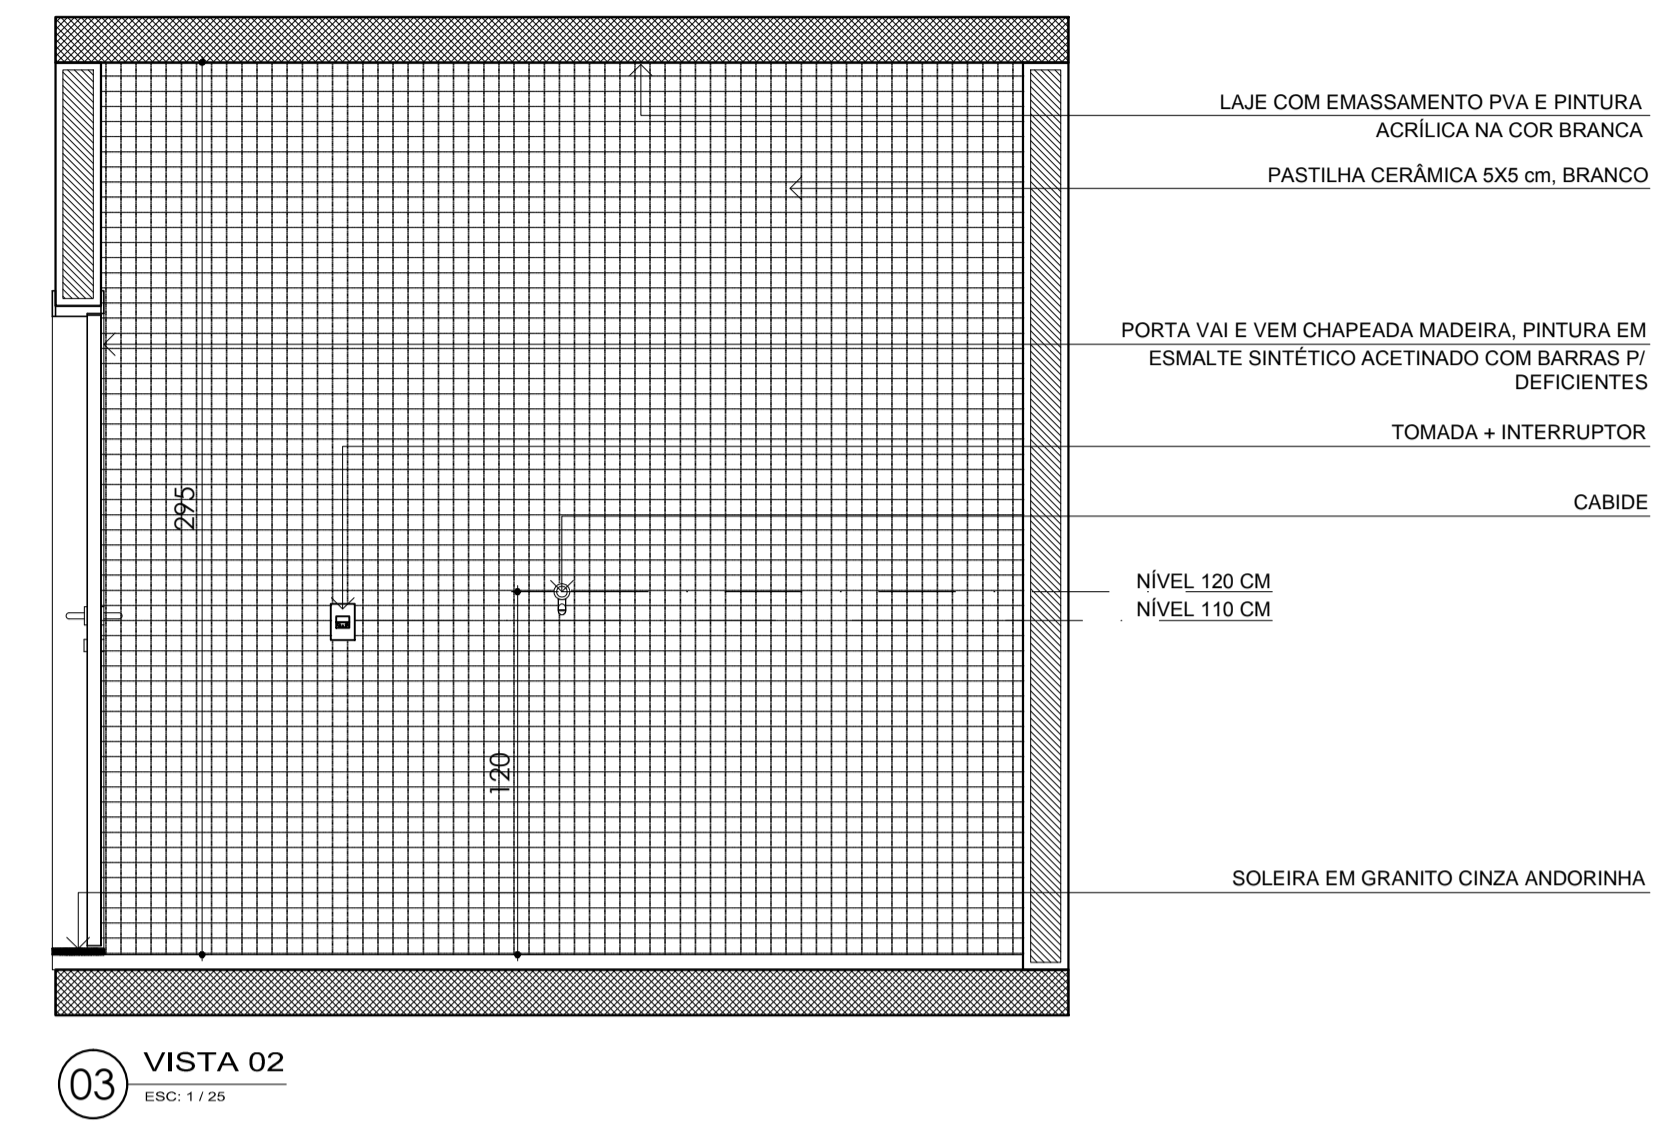 LAJE COM EMASSAMENTO PVA E PINTURA
ACRÍLICA NA COR BRANCA
PASTILHA CERÂMICA 5X5 cm, BRANCO
PORTA VAI E VEM CHAPEADA MADEIRA, PINTURA EM
ESMALTE SINTÉTICO ACETINADO COM BARRAS P/
DEFICIENTES
TOMADA + INTERRUPTOR
CABIDE
295
NÍVEL 120 CM
NÍVEL 110 CM
120
SOLEIRA EM GRANITO CINZA ANDORINHA
03
VISTA 02
ESC: 1 / 25